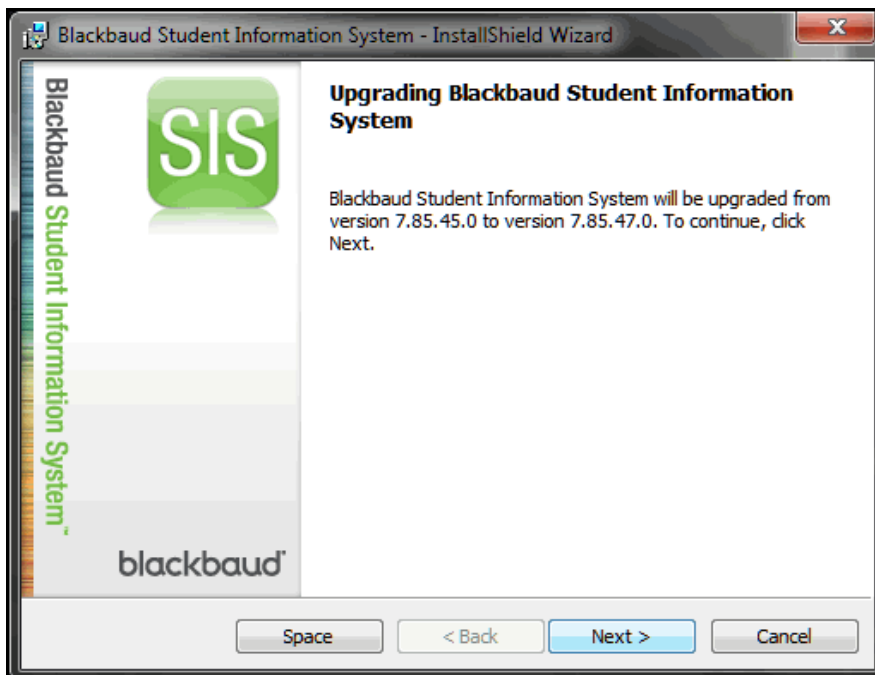 Blackbaud Student Information System - InstallShield Wizard
x
Blackbaud Student Information System™
SIS
blackbaud®
Upgrading Blackbaud Student Information
System
Blackbaud Student Information System will be upgraded from
version 7.85.45.0 to version 7.85.47.0. To continue, click
Next.
Space
< Back
Next >
Cancel